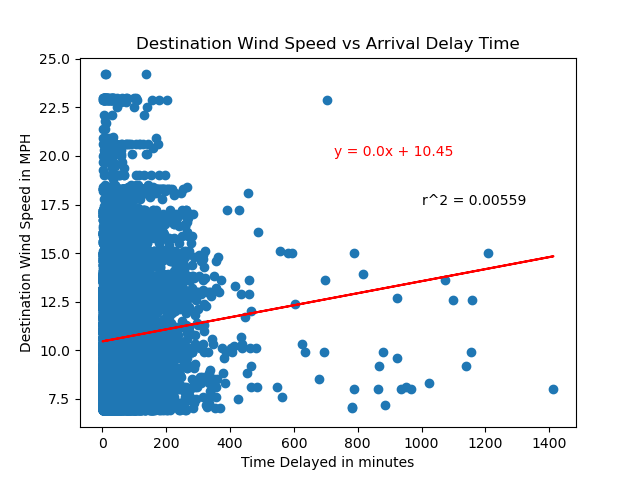 Destination Wind Speed vs Arrival Delay Time
25.0
22.5
20.0
17.5
15.0
12.5
10.0
7.5
Destination Wind Speed in MPH
y = 0.0x + 10.45
r^2 = 0.00559
0 200 400 600 800 1000 1200 1400
Time Delayed in minutes